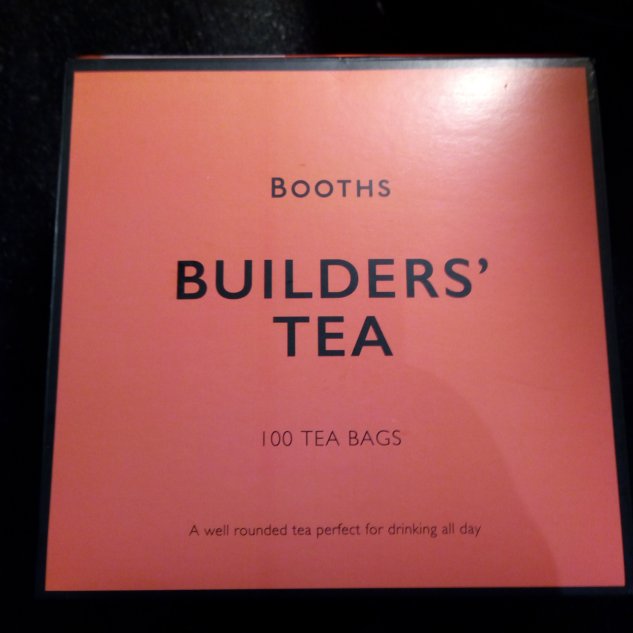 BOOTHS
BUILDERS’
TEA
100 TEA BAGS
A well rounded tea perfect for drinking all day